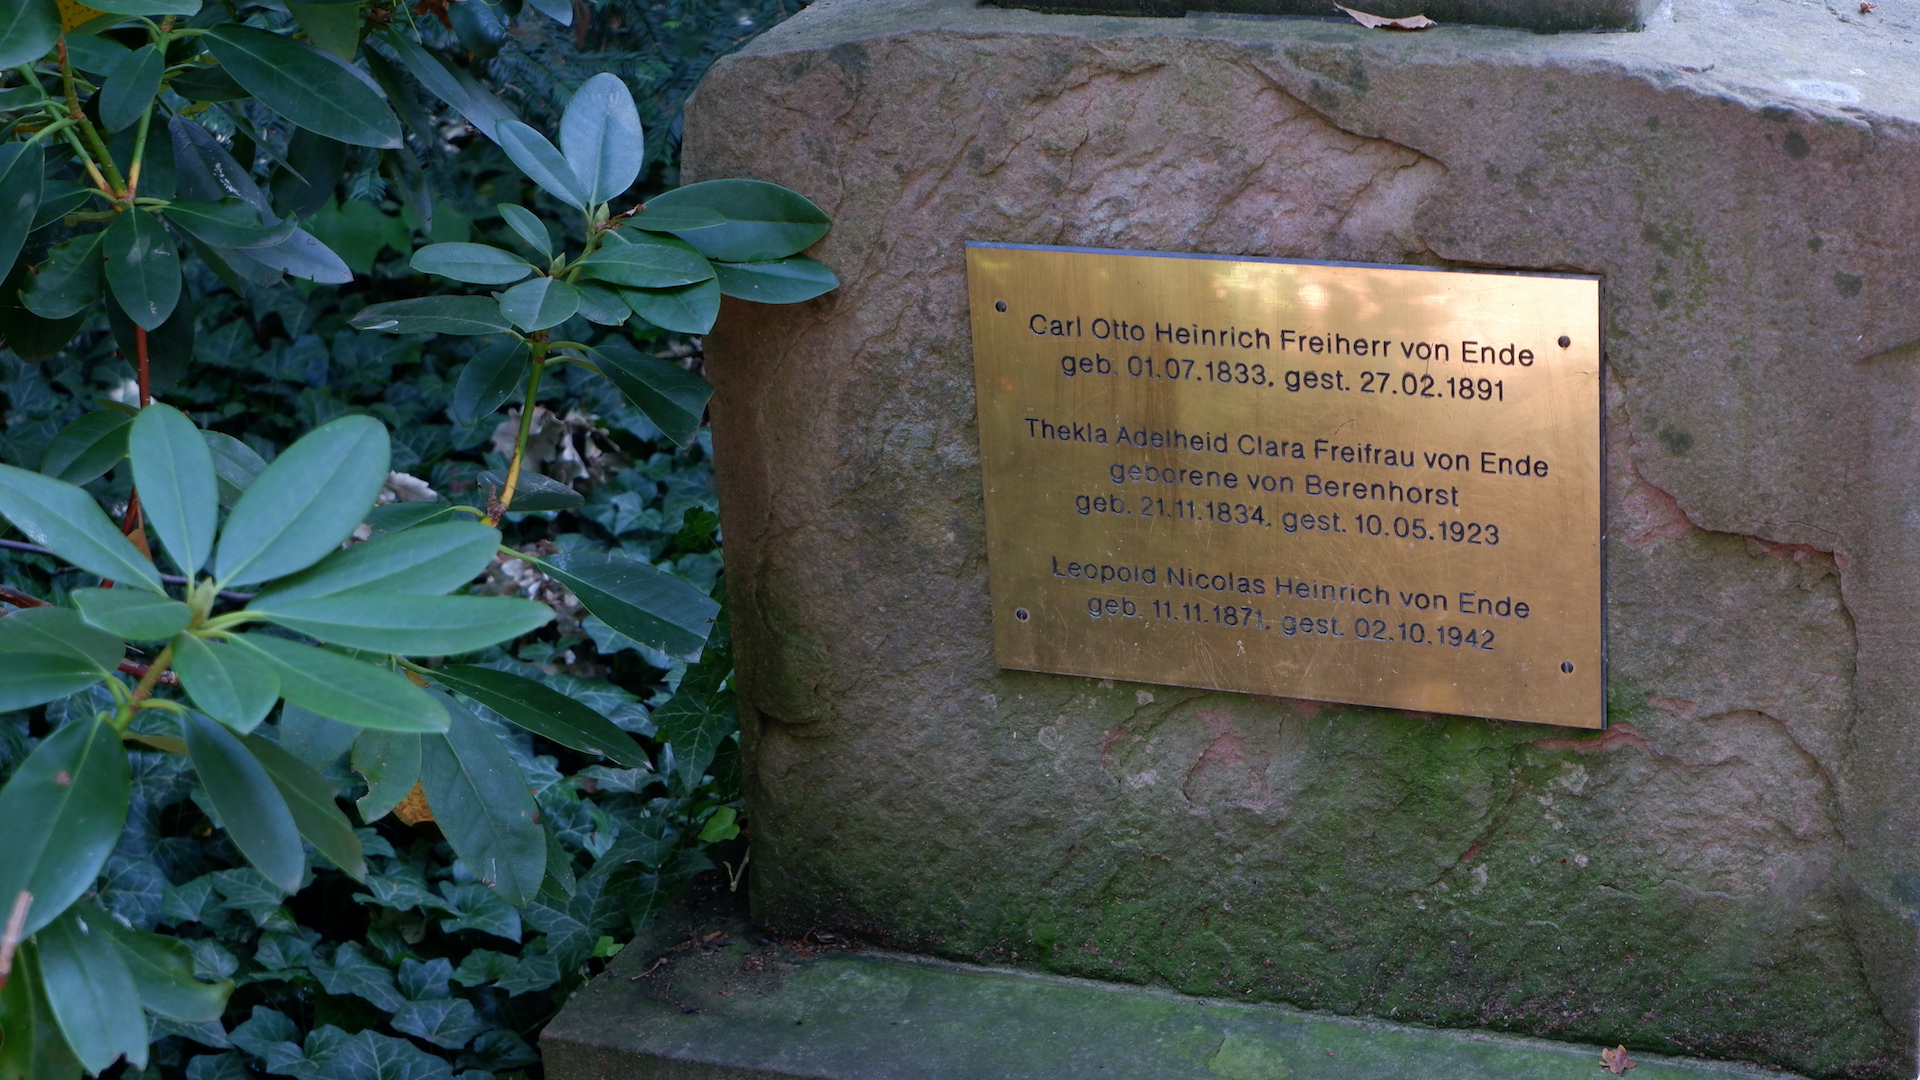 Carl Otto Heinrich Freiherr von Ende
geb. 01.07.1833, gest. 27.02.1891
Thekla Adelheid Clara Freifrau von Ende
geborene von Berenhorst
geb. 21.11.1834, gest. 10.05.1923
Leopold Nicolas Heinrich von Ende
geb. 11.11.1871, gest. 02.10.1942